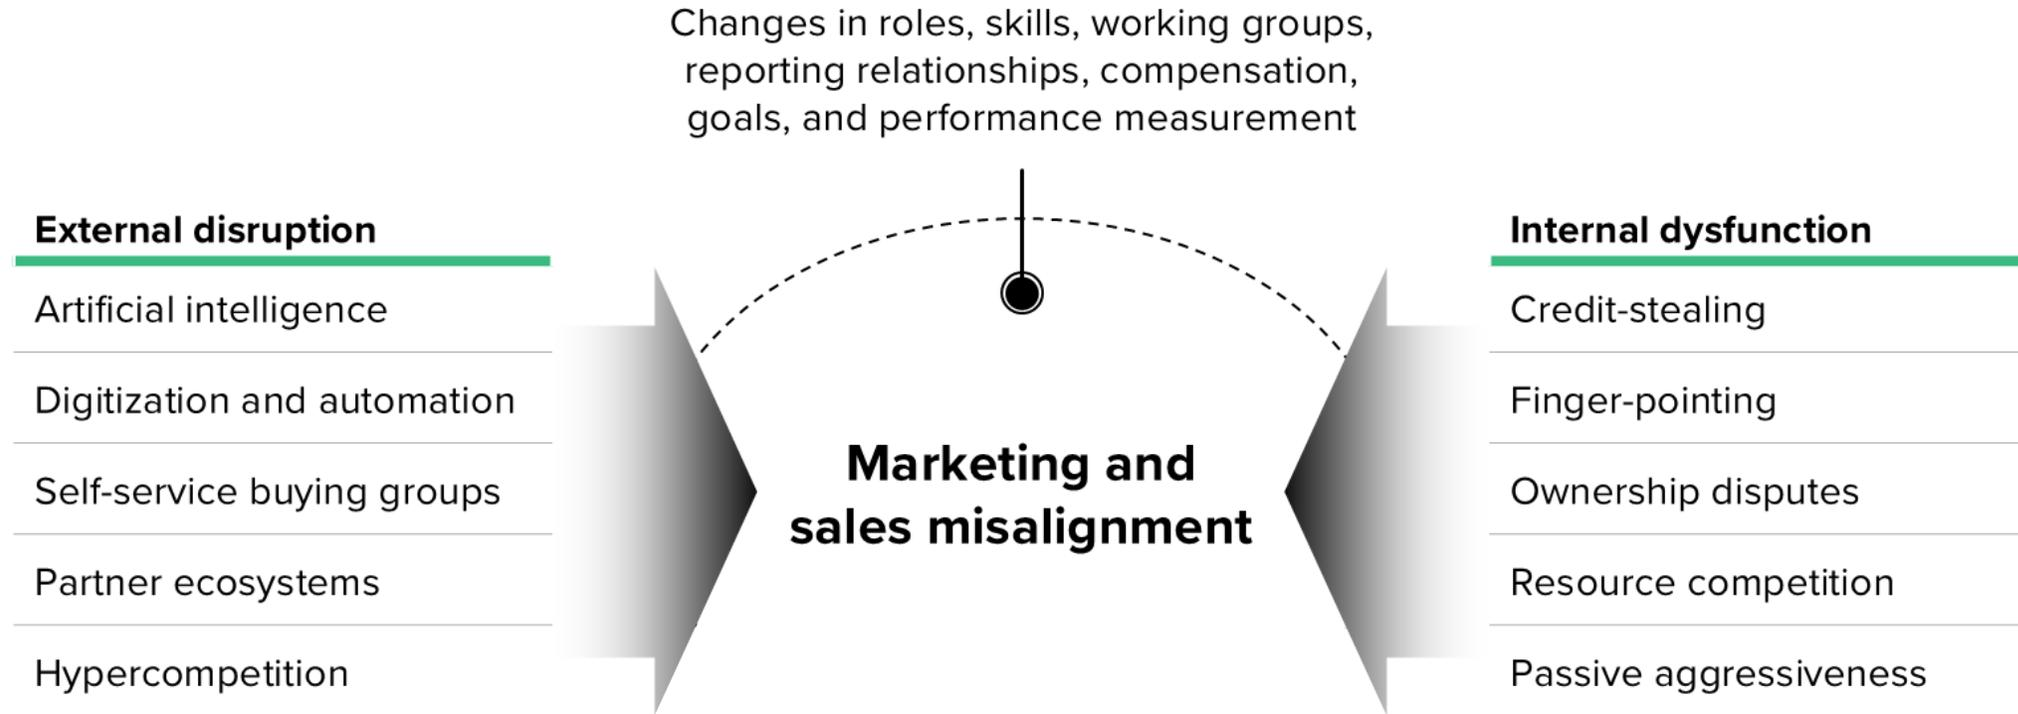 Changes in roles, skills, working groups,
reporting relationships, compensation,
goals, and performance measurement
External disruption
Artificial intelligence
Digitization and automation
Self-service buying groups
Partner ecosystems
Hypercompetition
Marketing and
sales misalignment
Internal dysfunction
Credit-stealing
Finger-pointing
Ownership disputes
Resource competition
Passive aggressiveness